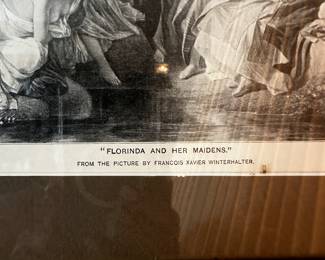 "FLORINDA AND HER MAIDENS."
FROM THE PICTURE BY FRANCOIS XAVIER WINTERHALTER.